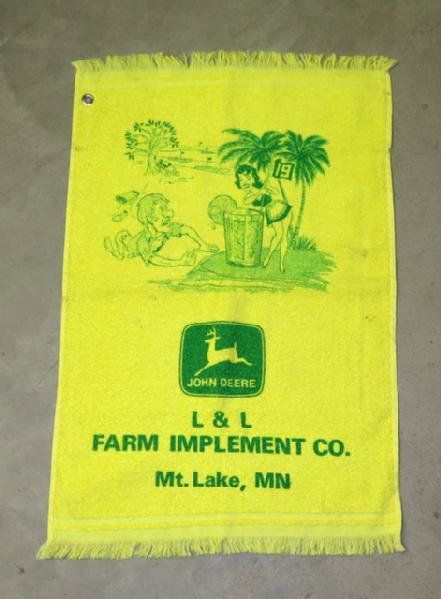 19
JOHN DEERE
L & L
FARM IMPLEMENT CO.
Mt. Lake, MN